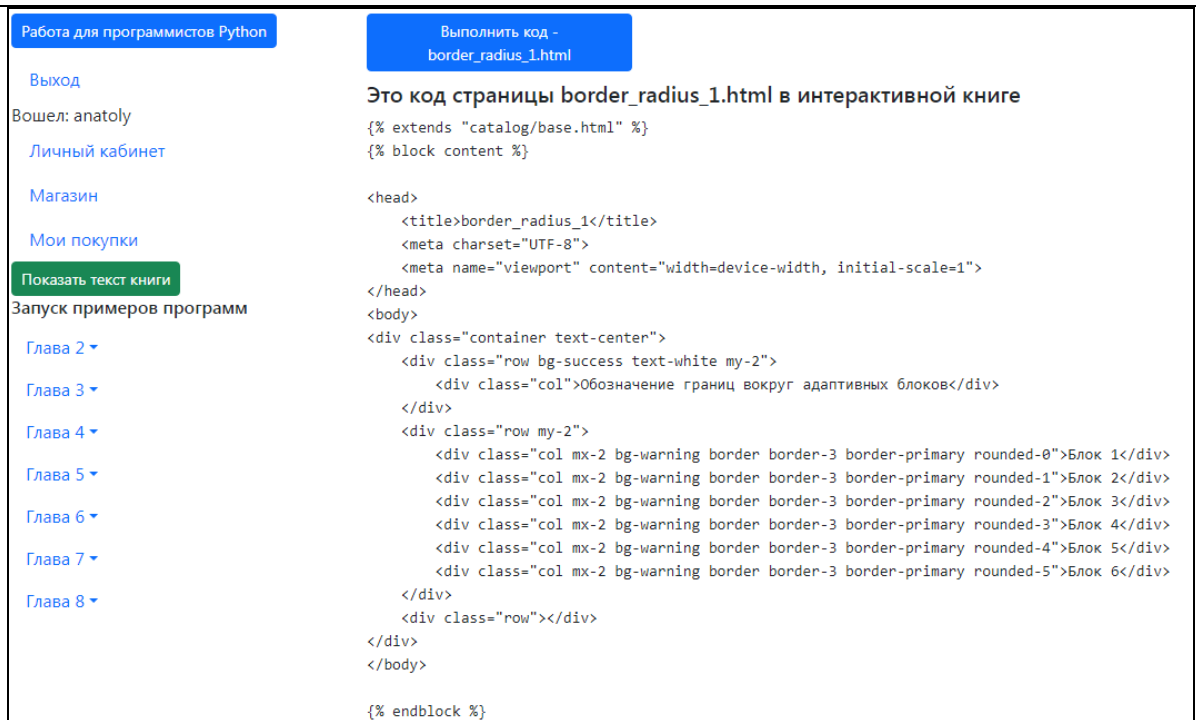 Работа для программистов Python
Выход
Вошел: anatoly
Личный кабинет
Магазин
Мои покупки
Показать текст книги
Запуск примеров программ
Глава 2
Глава 3
Глава 4
Глава 5
Глава 6
Глава 7
Глава 8
Выполнить код -
border_radius_1.html
Это код страницы border_radius_1.html в интерактивной книге
{% extends "catalog/base.html" %}
{% block content %}
<head>
    <title>border_radius_1</title>
    <meta charset="UTF-8">
    <meta name="viewport" content="width=device-width, initial-scale=1">
</head>
<body>
<div class="container text-center">
    <div class="row bg-success text-white my-2">
        <div class="col">Обозначение границ вокруг адаптивных блоков</div>
    </div>
    <div class="row my-2">
        <div class="col mx-2 bg-warning border border-3 border-primary rounded-0">Блок 1</div>
        <div class="col mx-2 bg-warning border border-3 border-primary rounded-1">Блок 2</div>
        <div class="col mx-2 bg-warning border border-3 border-primary rounded-2">Блок 3</div>
        <div class="col mx-2 bg-warning border border-3 border-primary rounded-3">Блок 4</div>
        <div class="col mx-2 bg-warning border border-3 border-primary rounded-4">Блок 5</div>
        <div class="col mx-2 bg-warning border border-3 border-primary rounded-5">Блок 6</div>
    </div>
    <div class="row"></div>
</div>
</body>
{% endblock %}